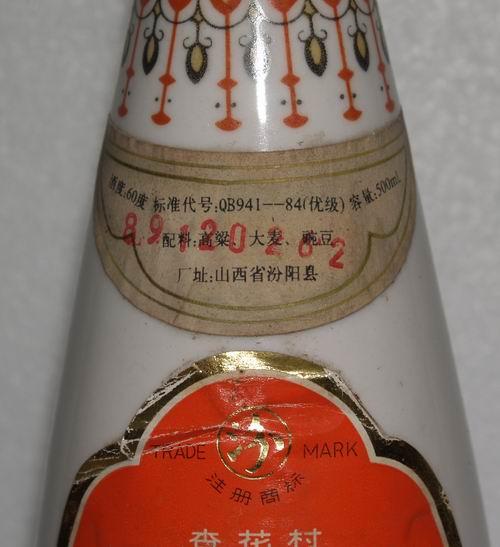 酒度:60度 标准代号:QB941--84(优级) 容量:500ml
配料:高粱、大麦、豌豆
89120262
厂址:山西省汾阳县
汾
TRADE MARK
注册商标
杏花村